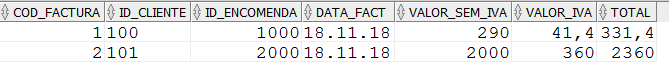 COD_FACTURA ID_CLIENTE ID_ENCOMENDA DATA_FACT VALOR_SEM_IVA VALOR_IVA TOTAL
1 100 1000 18.11.18 290 41,4 331,4
2 101 2000 18.11.18 2000 360 2360